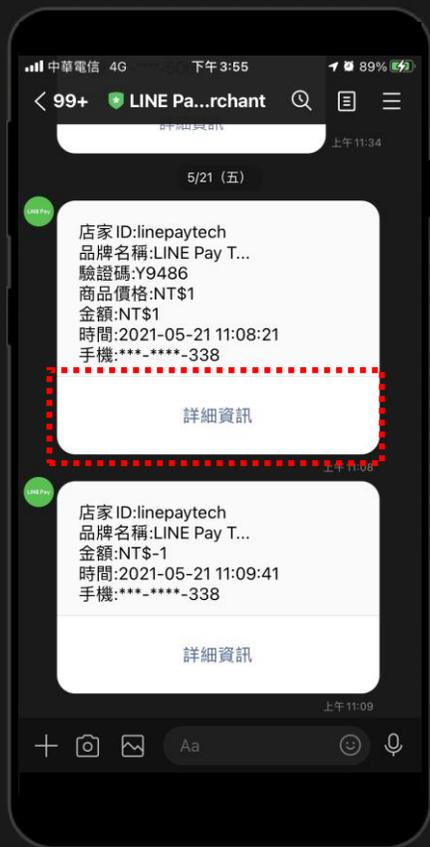 中華電信 4G 下午3:55 89%
99+ LINE Pa...rchant
詳細資訊
上午11:34
5/21（五）
LINE Pay
店家 ID:linepaytech
品牌名稱:LINE Pay T...
驗證碼:Y9486
商品價格:NT$1
金額:NT$1
時間:2021-05-21 11:08:21
手機:***-****-338
詳細資訊
上午11:08
LINE Pay
店家 ID:linepaytech
品牌名稱:LINE Pay T...
金額:NT$-1
時間:2021-05-21 11:09:41
手機:***-****-338
詳細資訊
上午11:09
Aa